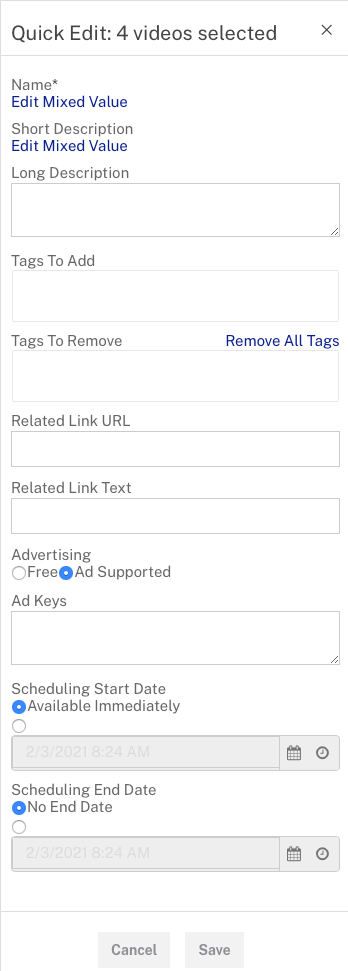 Quick Edit: 4 videos selected
Name*
Edit Mixed Value
Short Description
Edit Mixed Value
Long Description
Tags To Add
Tags To Remove Remove All Tags
Related Link URL
Related Link Text
Advertising
Free Ad Supported
Ad Keys
Scheduling Start Date
Available Immediately
2/3/2021 8:24 AM
Scheduling End Date
No End Date
2/3/2021 8:24 AM
Cancel Save